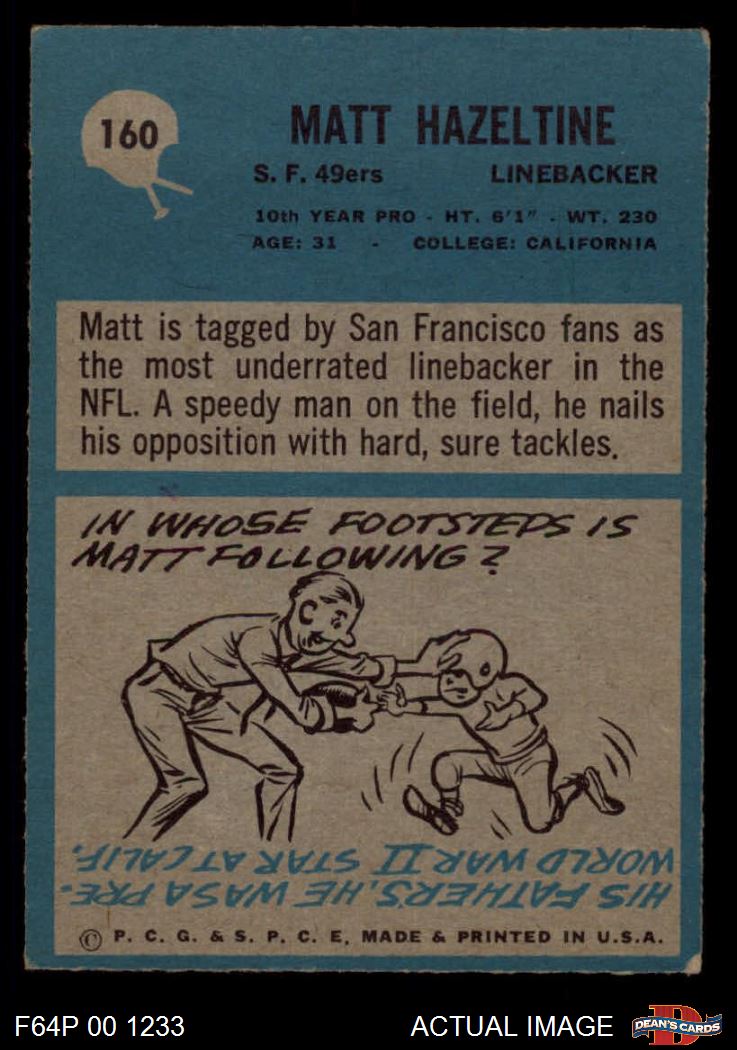 160
MATT HAZELTINE
S. F. 49ers LINEBACKER
10th YEAR PRO - HT. 6'1" - WT. 230
AGE: 31 - COLLEGE: CALIFORNIA
Matt is tagged by San Francisco fans as
the most underrated linebacker in the
NFL. A speedy man on the field, he nails
his opposition with hard, sure tackles.
IN WHOSE FOOTSTEPS IS
MATT FOLLOWING?
HIS FATHERS, HE WAS A PRE-
WORLD WAR II STAR AT CALIF.
© P. C. G. & S. P. C. E, MADE & PRINTED IN U.S.A.
F64P 00 1233 ACTUAL IMAGE D DEAN'S CARDS